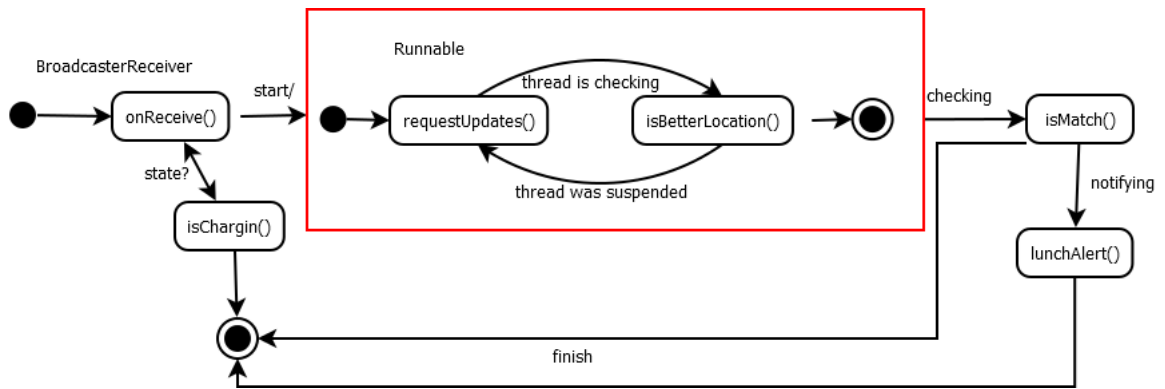 Runnable
BroadcasterReceiver
thread is checking
start/
checking
onReceive()
requestUpdates()
isBetterLocation()
isMatch()
state?
thread was suspended
notifying
isChargin()
lunchAlert()
finish